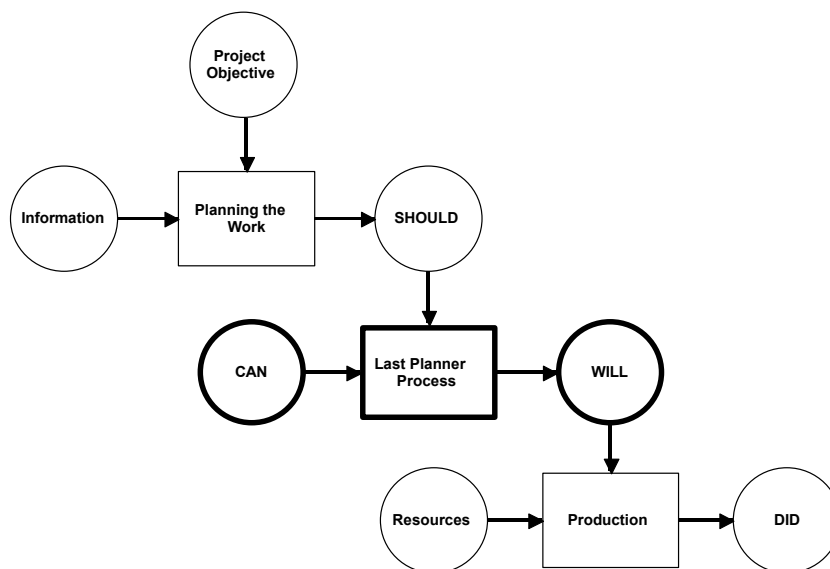 Project
Objective
Information
Planning the
Work
SHOULD
CAN
Last Planner
Process
WILL
Resources
Production
DID